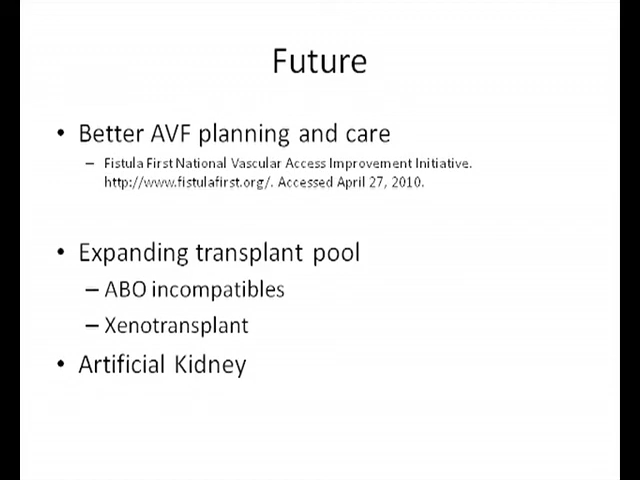 Future
• Better AVF planning and care
– Fistula First National Vascular Access Improvement Initiative.
http://www.fistulafirst.org/. Accessed April 27, 2010.
• Expanding transplant pool
– ABO incompatibles
– Xenotransplant
• Artificial Kidney